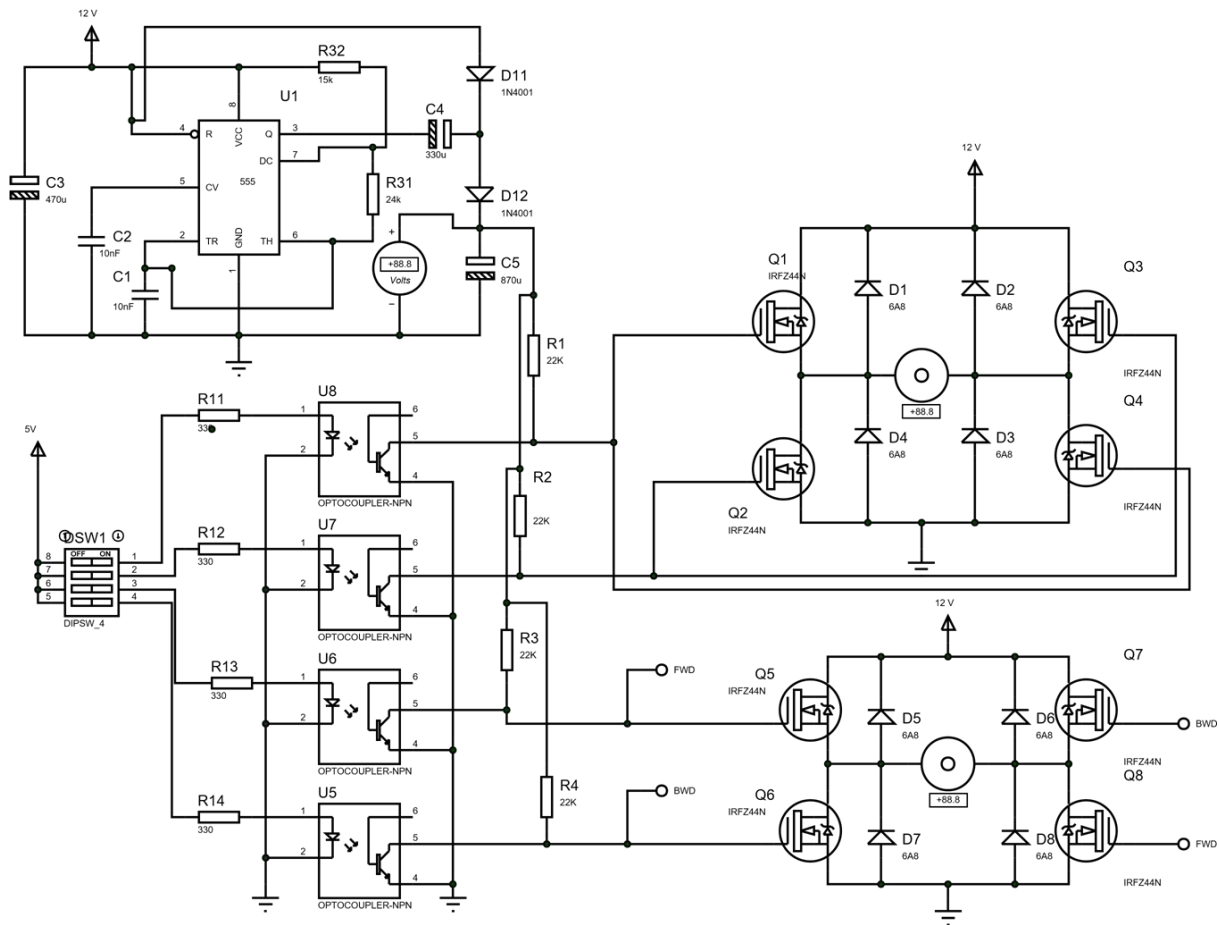 12 V
R32
15k
D11
1N4001
U1
C4
330u
8
VCC
4
R
Q
3
DC
7
5
CV
555
R31
24k
D12
1N4001
C3
470u
2
TR
GND
TH
6
1
C2
10nF
C1
10nF
+
+88.8
Volts
−
C5
870u
R1
22K
12 V
Q1
IRFZ44N
Q3
IRFZ44N
D1
6A8
D2
6A8
+88.8
Q4
IRFZ44N
D4
6A8
D3
6A8
Q2
IRFZ44N
R11
330
U8
1
6
5
2
4
OPTOCOUPLER-NPN
5V
R2
22K
DSW1
OFF ON
8 1
7 2
6 3
5 4
DIPSW_4
R12
330
U7
1
6
5
2
4
OPTOCOUPLER-NPN
R3
22K
R13
330
U6
1
6
5
2
4
OPTOCOUPLER-NPN
FWD
12 V
Q5
IRFZ44N
Q7
IRFZ44N
D5
6A8
D6
6A8
BWD
+88.8
R4
22K
R14
330
U5
1
6
5
2
4
OPTOCOUPLER-NPN
BWD
Q6
IRFZ44N
Q8
IRFZ44N
D7
6A8
D8
6A8
FWD